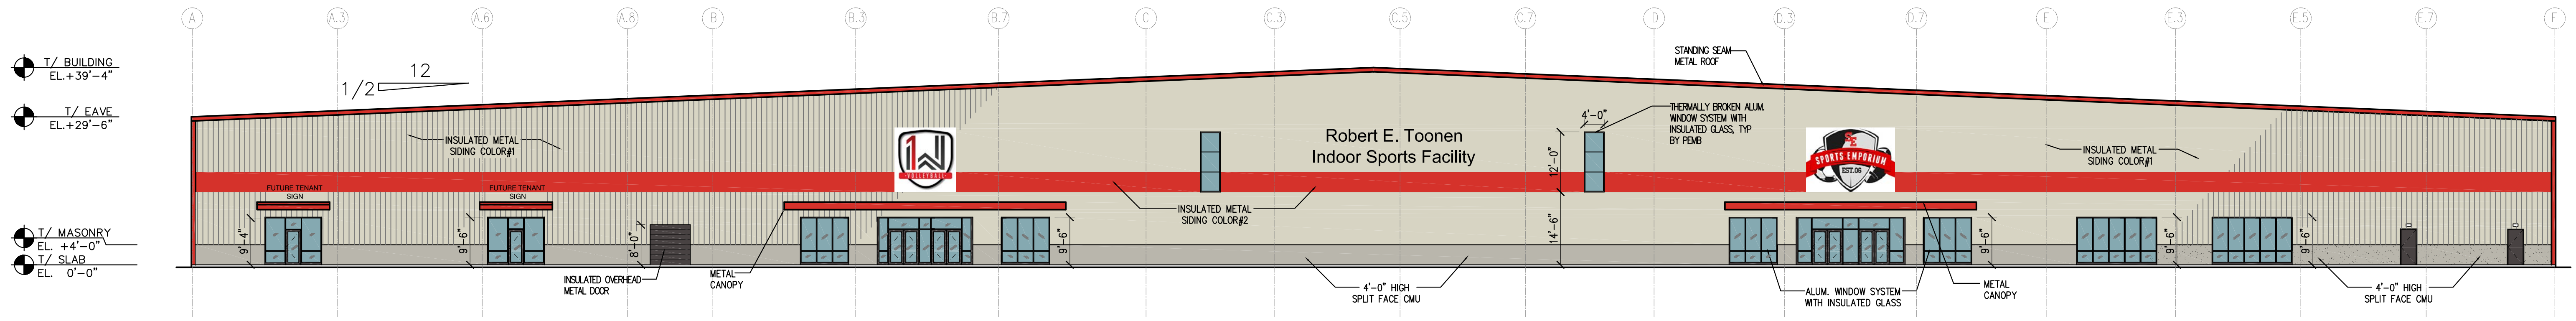 A A.3 A.6 A.8 B B.3 B.7 C C.3 C.5 C.7 D D.3 D.7 E E.3 E.5 E.7 F
T/ BUILDING
EL.+39'-4"
T/ EAVE
EL.+29'-6"
T/ MASONRY
EL. +4'-0"
T/ SLAB
EL. 0'-0"
12
1/2
INSULATED METAL
SIDING COLOR#1
FUTURE TENANT
SIGN
FUTURE TENANT
SIGN
9'-4"
9'-6"
8'-0"
INSULATED OVERHEAD
METAL DOOR
METAL
CANOPY
1W
VOLLEYBALL
9'-6"
INSULATED METAL
SIDING COLOR#2
Robert E. Toonen
Indoor Sports Facility
4'-0" HIGH
SPLIT FACE CMU
12'-0"
14'-6"
4'-0"
THERMALLY BROKEN ALUM.
WINDOW SYSTEM WITH
INSULATED GLASS, TYP
BY PEMB
STANDING SEAM
METAL ROOF
SE
SPORTS EMPORIUM
EST.06
ALUM. WINDOW SYSTEM
WITH INSULATED GLASS
9'-6"
METAL
CANOPY
INSULATED METAL
SIDING COLOR#1
9'-6"
9'-6"
4'-0" HIGH
SPLIT FACE CMU